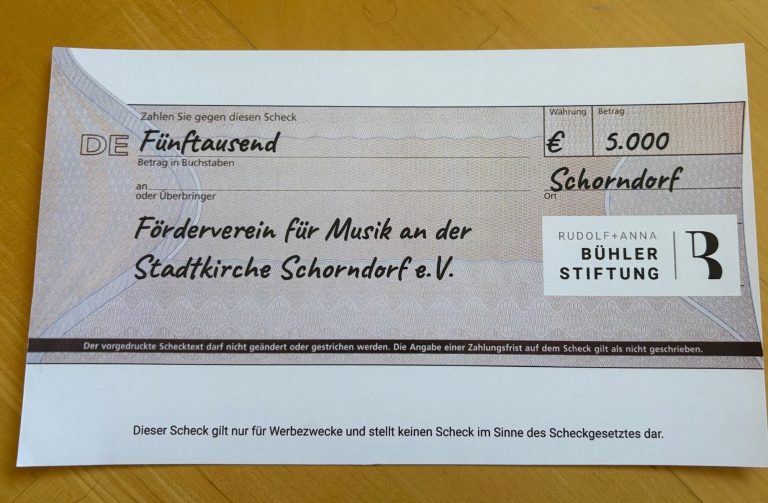 Zahlen Sie gegen diesen Scheck
Währung Betrag
DE Fünftausend € 5.000
Betrag in Buchstaben
an
oder Überbringer
Schorndorf
Ort
Förderverein für Musik an der
Stadtkirche Schorndorf e.V.
RUDOLF+ANNA
BÜHLER
STIFTUNG
Der vorgedruckte Schecktext darf nicht geändert oder gestrichen werden. Die Angabe einer Zahlungsfrist auf dem Scheck gilt als nicht geschrieben.
Dieser Scheck gilt nur für Werbezwecke und stellt keinen Scheck im Sinne des Scheckgesetztes dar.